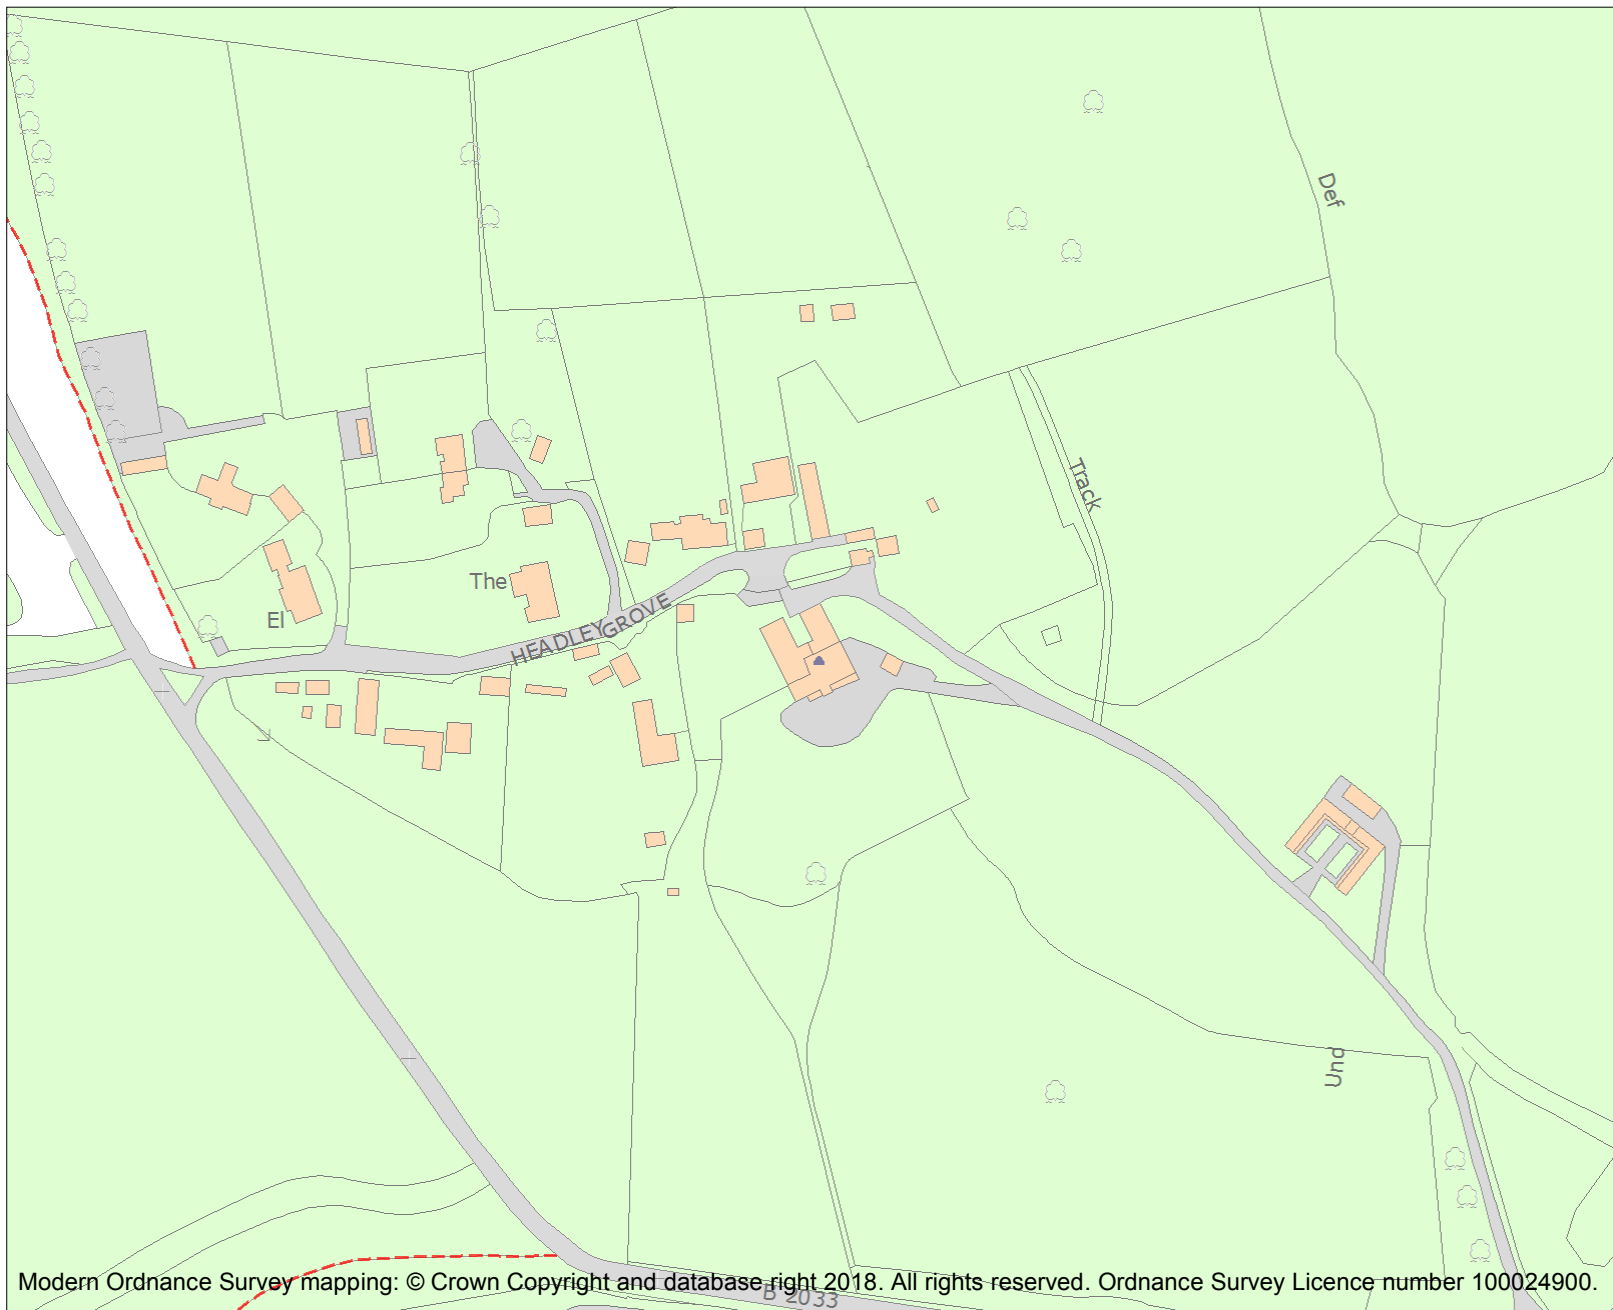 Def
Track
The
El
HEADLEY GROVE
Und
Modern Ordnance Survey mapping: © Crown Copyright and database right 2018. All rights reserved. Ordnance Survey Licence number 100024900.
B 2033